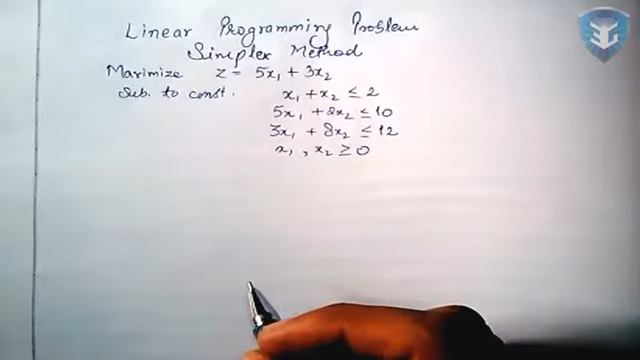 Linear Programming Problem
Simplex Method
Maximize Z = 5x₁ + 3x₂
Sub. to const. x₁ + x₂ ≤ 2
5x₁ + 2x₂ ≤ 10
3x₁ + 8x₂ ≤ 12
x₁ , x₂ ≥ 0